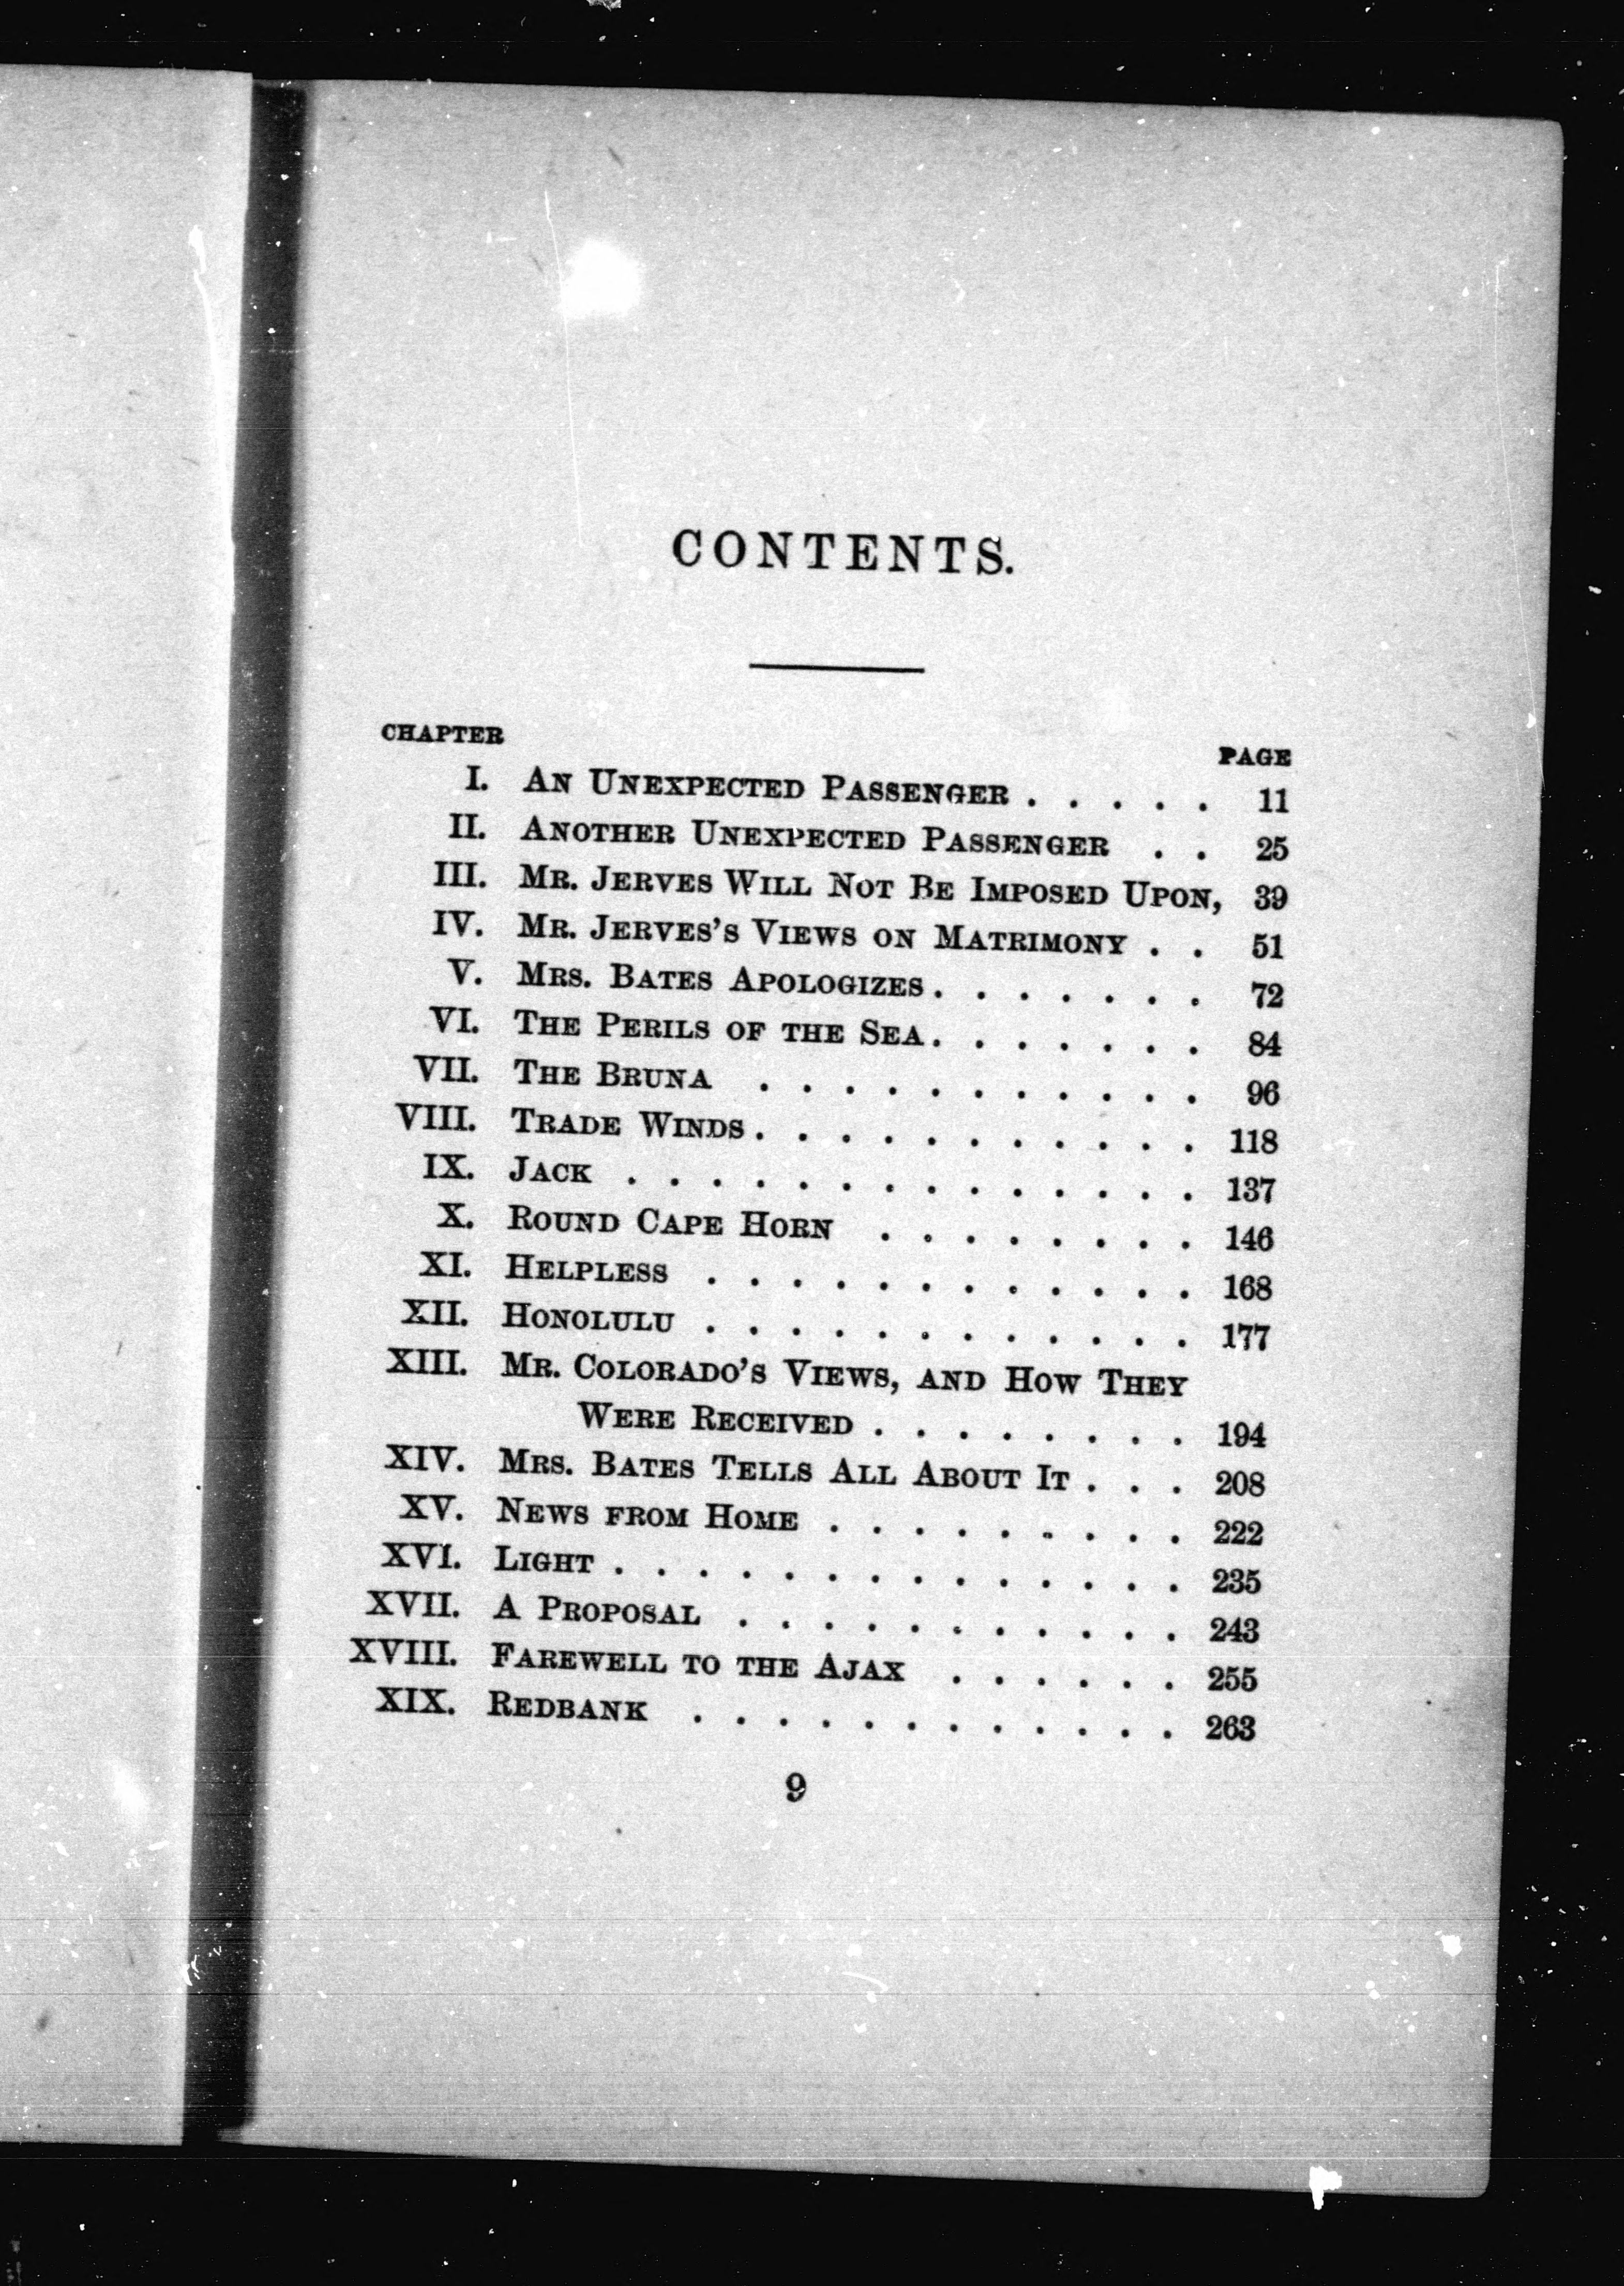 CONTENTS.
CHAPTER PAGE
I. AN UNEXPECTED PASSENGER . . . . . 11
II. ANOTHER UNEXPECTED PASSENGER . . 25
III. MR. JERVES WILL NOT BE IMPOSED UPON, 39
IV. MR. JERVES'S VIEWS ON MATRIMONY . . 51
V. MRS. BATES APOLOGIZES . . . . . . . 72
VI. THE PERILS OF THE SEA . . . . . . . 84
VII. THE BRUNA . . . . . . . . . . . 96
VIII. TRADE WINDS . . . . . . . . . . . 118
IX. JACK . . . . . . . . . . . . . . 137
X. ROUND CAPE HORN . . . . . . . . 146
XI. HELPLESS . . . . . . . . . . . . 168
XII. HONOLULU . . . . . . . . . . . . 177
XIII. MR. COLORADO'S VIEWS, AND HOW THEY
WERE RECEIVED . . . . . . . . 194
XIV. MRS. BATES TELLS ALL ABOUT IT . . . 208
XV. NEWS FROM HOME . . . . . . . . . 222
XVI. LIGHT . . . . . . . . . . . . . . 235
XVII. A PROPOSAL . . . . . . . . . . . 243
XVIII. FAREWELL TO THE AJAX . . . . . . 255
XIX. REDBANK . . . . . . . . . . . . 263
9